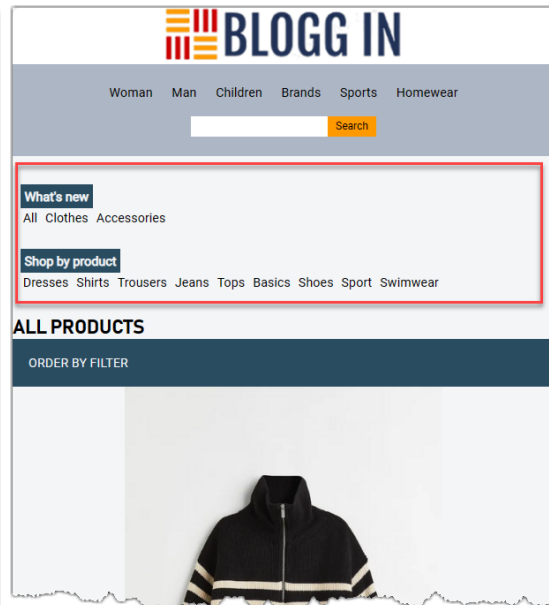 BLOGG IN
Woman Man Children Brands Sports Homewear
Search
What's new
All Clothes Accessories
Shop by product
Dresses Shirts Trousers Jeans Tops Basics Shoes Sport Swimwear
ALL PRODUCTS
ORDER BY FILTER